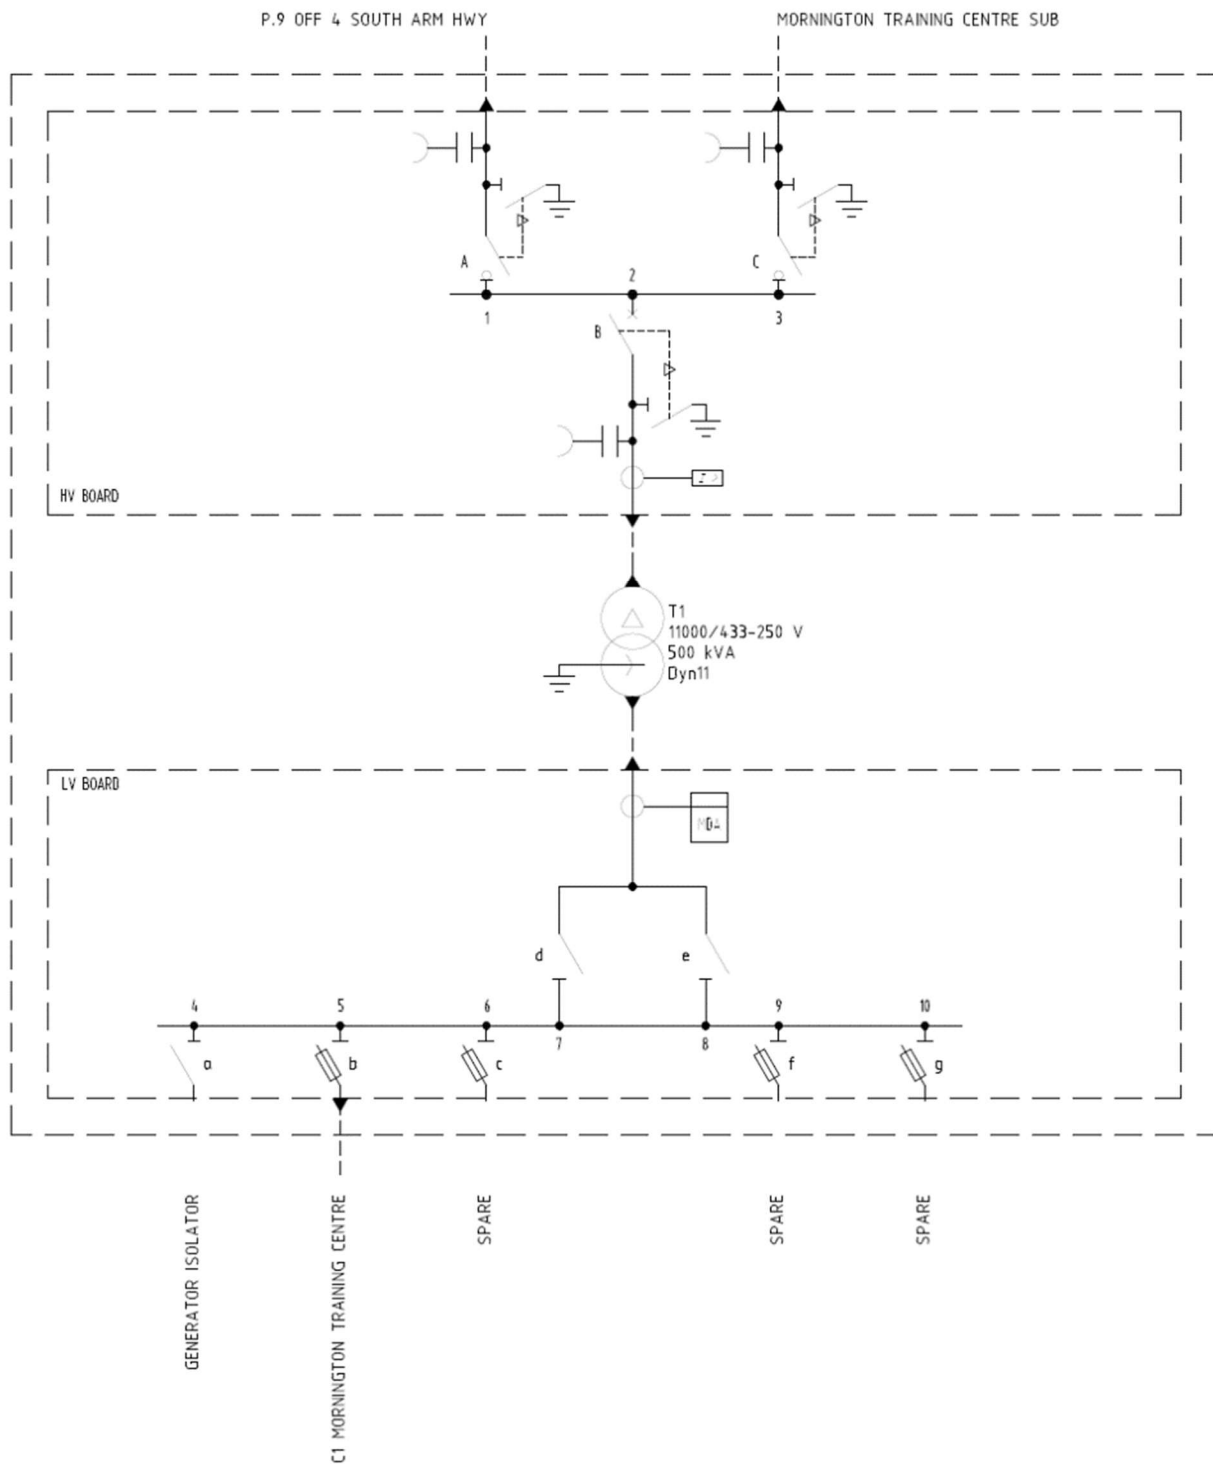 P.9 OFF 4 SOUTH ARM HWY
MORNINGTON TRAINING CENTRE SUB
A
C
2
1
3
B
HV BOARD
T1
11000/433-250 V
500 kVA
Dyn11
LV BOARD
MDA
d
e
4
5
6
9
10
7
8
a
b
c
f
g
GENERATOR ISOLATOR
C1 MORNINGTON TRAINING CENTRE
SPARE
SPARE
SPARE